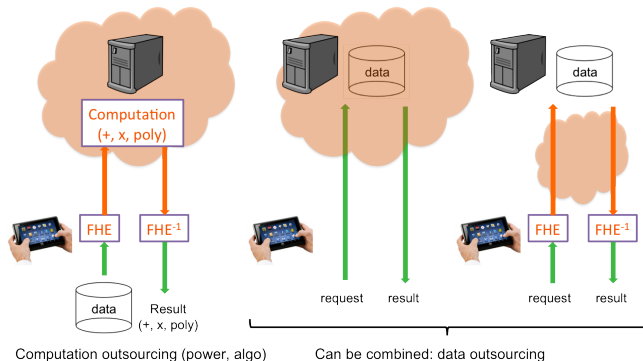 Computation
(+, x, poly)
FHE
FHE-1
data
Result
(+, x, poly)
Computation outsourcing (power, algo)
data
request
result
data
FHE
FHE-1
request
result
Can be combined: data outsourcing